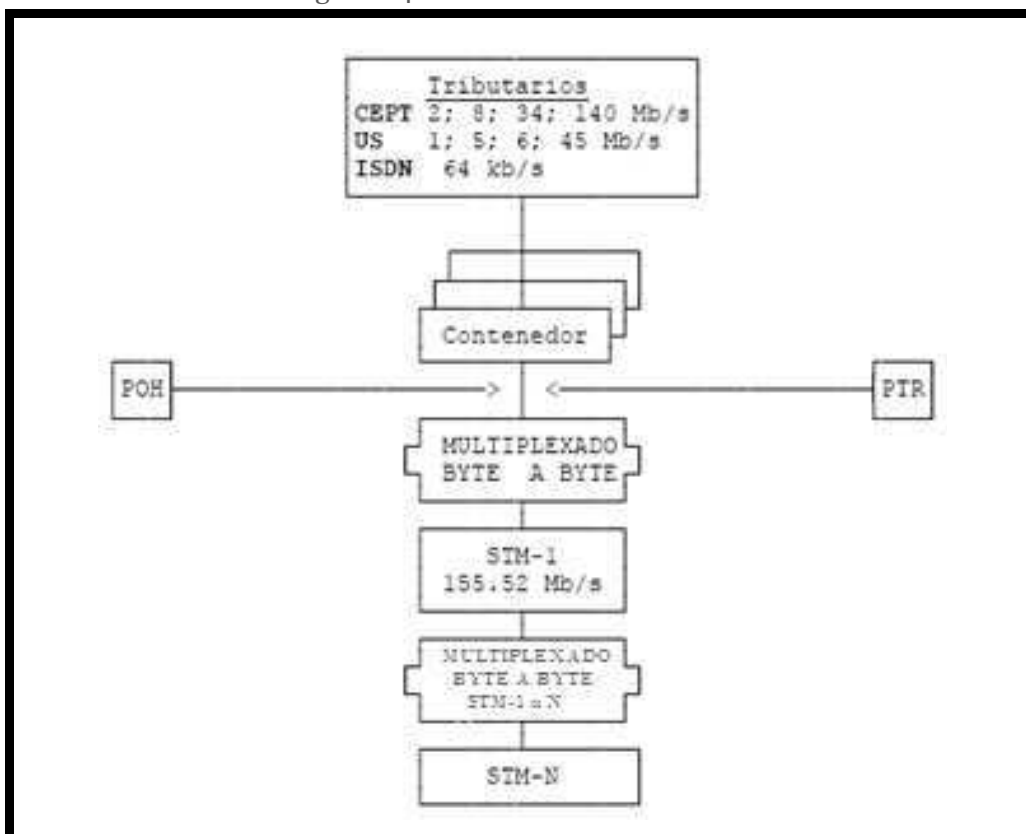 Tributarios
CEPT 2; 8; 34; 140 Mb/s
US 1; 5; 6; 45 Mb/s
ISDN 64 kb/s
Contenedor
POH > < PTR
MULTIPLEXADO
BYTE A BYTE
STM-1
155.52 Mb/s
MULTIPLEXADO
BYTE A BYTE
STM-1 x N
STM-N